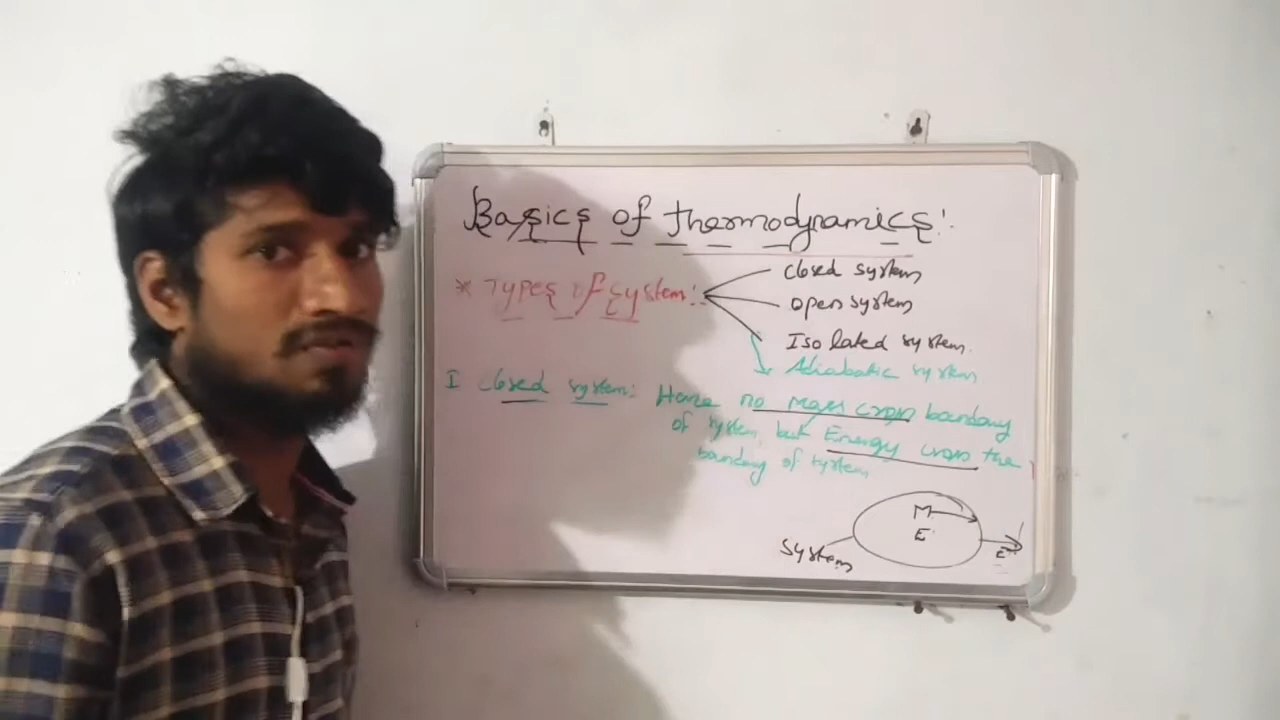 Basics of thermodynamics:
* Types of system:
closed system
open system
Isolated system.
Adiabatic system
I closed system: Hence no mass cross boundary
of system, but Energy cross the
boundary of system
M
E
E
system